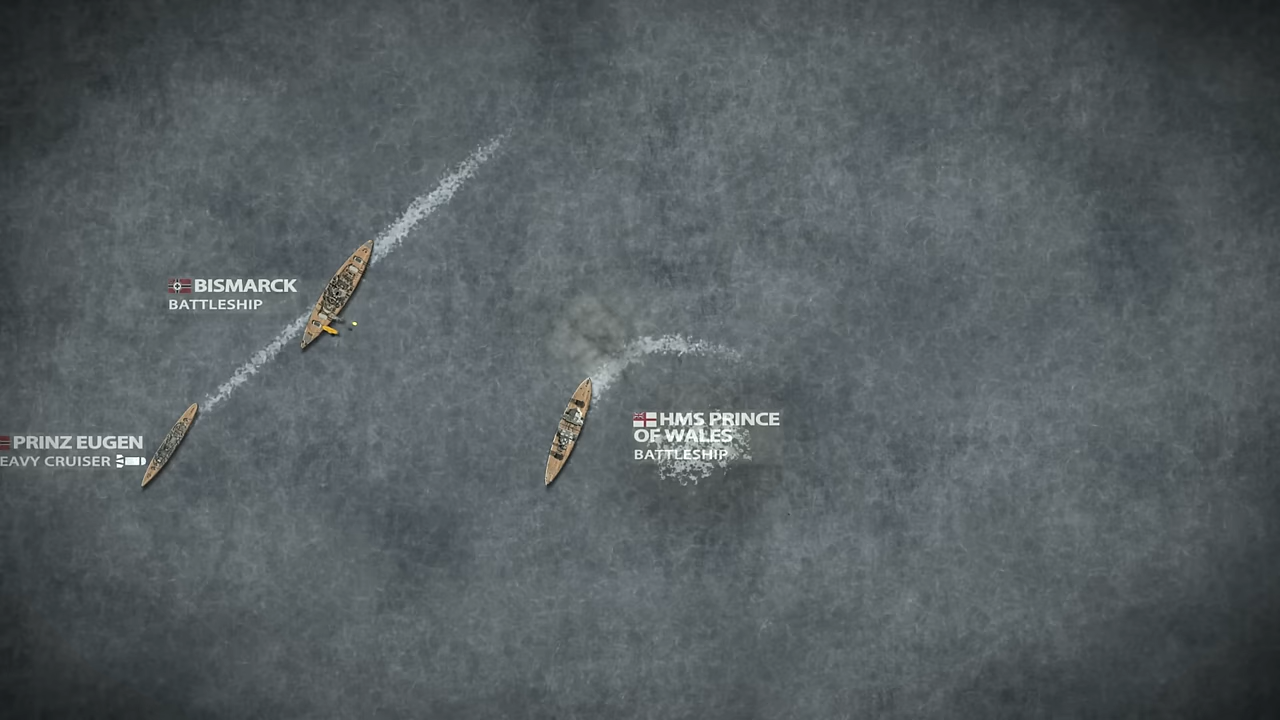 BISMARCK
BATTLESHIP
HMS PRINCE
OF WALES
BATTLESHIP
PRINZ EUGEN
EAVY CRUISER